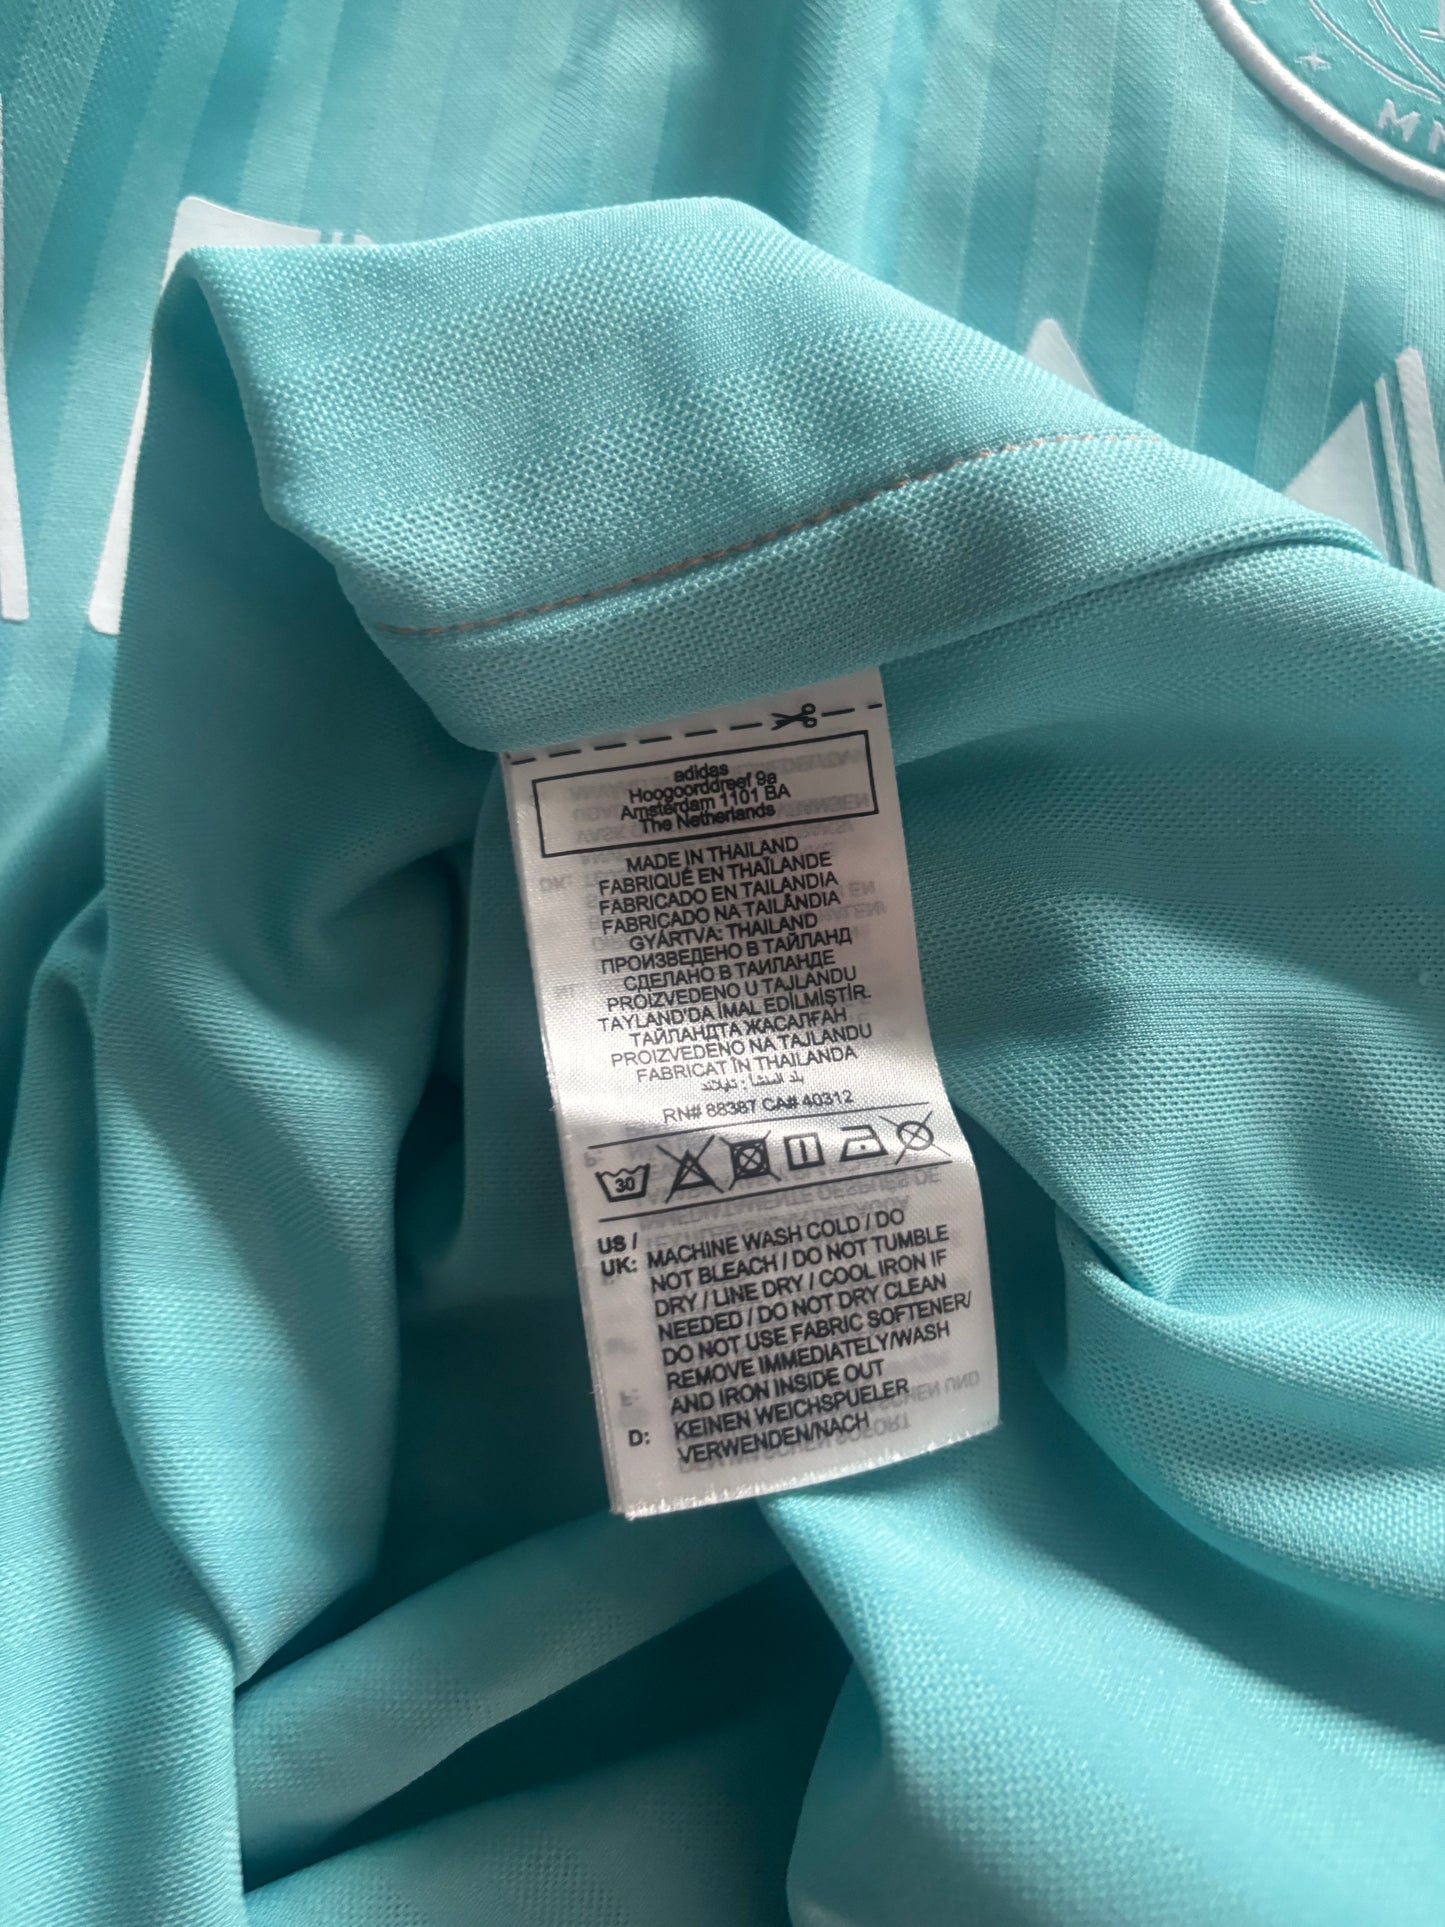 adidas
Hoogoorddreef 9a
Amsterdam 1101 BA
The Netherlands
MADE IN THAILAND
FABRIQUÉ EN THAÏLANDE
FABRICADO EN TAILANDIA
FABRICADO NA TAILÂNDIA
GYÁRTVA: THAILAND
ПРОИЗВЕДЕНО В ТАЙЛАНД
СДЕЛАНО В ТАИЛАНДЕ
PROIZVEDENO U TAJLANDU
TAYLAND'DA İMAL EDİLMİŞTİR.
ТАЙЛАНДТА ЖАСАЛҒАН
PROIZVEDENO NA TAJLANDU
FABRICAT ÎN THAILANDA
بلد المنشأ : تايلاند
RN# 88387 CA# 40312
30
US /
UK: MACHINE WASH COLD / DO
NOT BLEACH / DO NOT TUMBLE
DRY / LINE DRY / COOL IRON IF
NEEDED / DO NOT DRY CLEAN
DO NOT USE FABRIC SOFTENER/
REMOVE IMMEDIATELY/WASH
AND IRON INSIDE OUT
D: KEINEN WEICHSPUELER
VERWENDEN/NACH